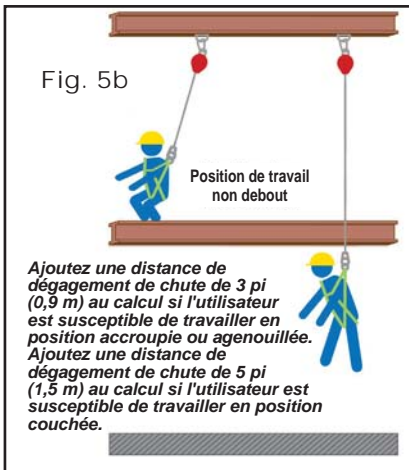 Fig. 5b
Position de travail
non debout
Ajoutez une distance de
dégagement de chute de 3 pi
(0,9 m) au calcul si l'utilisateur
est susceptible de travailler en
position accroupie ou agenouillée.
Ajoutez une distance de
dégagement de chute de 5 pi
(1,5 m) au calcul si l'utilisateur est
susceptible de travailler en position
couchée.